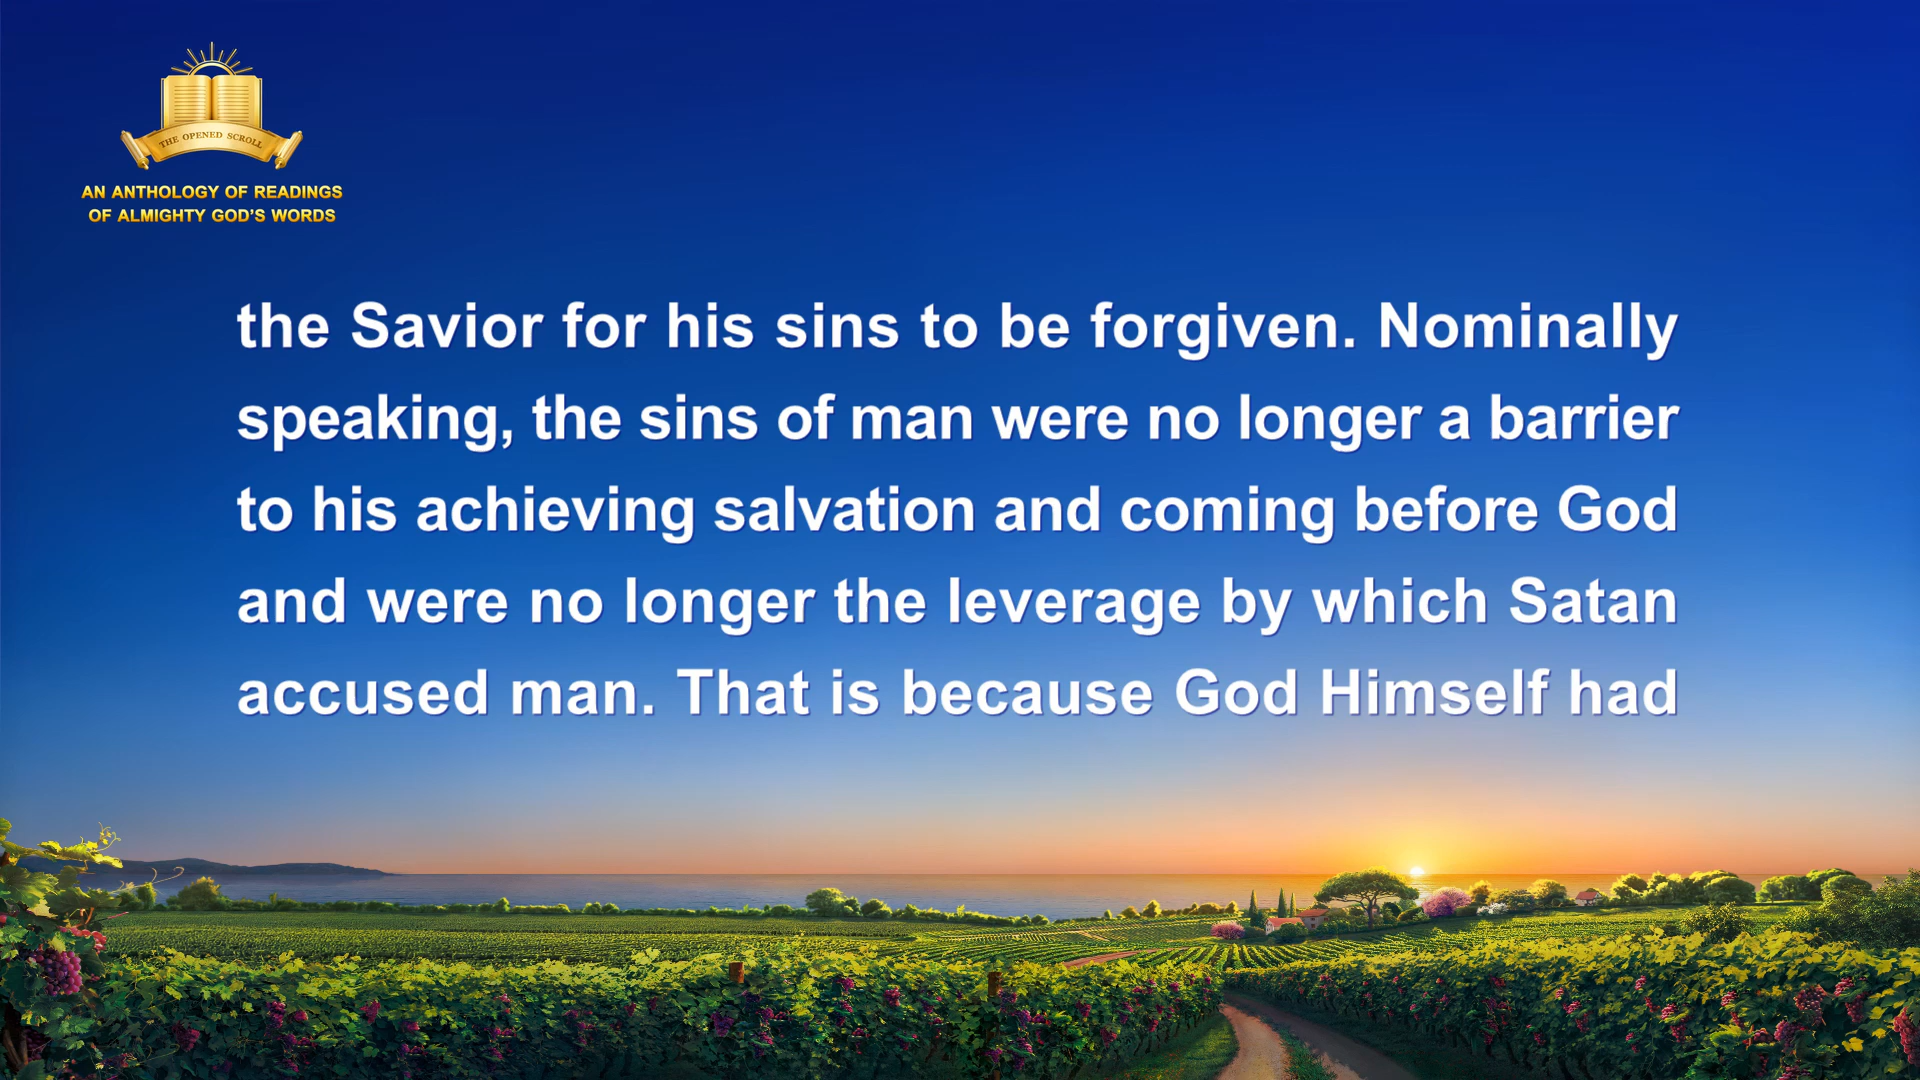 THE OPENED SCROLL
AN ANTHOLOGY OF READINGS
OF ALMIGHTY GOD'S WORDS
the Savior for his sins to be forgiven. Nominally
speaking, the sins of man were no longer a barrier
to his achieving salvation and coming before God
and were no longer the leverage by which Satan
accused man. That is because God Himself had